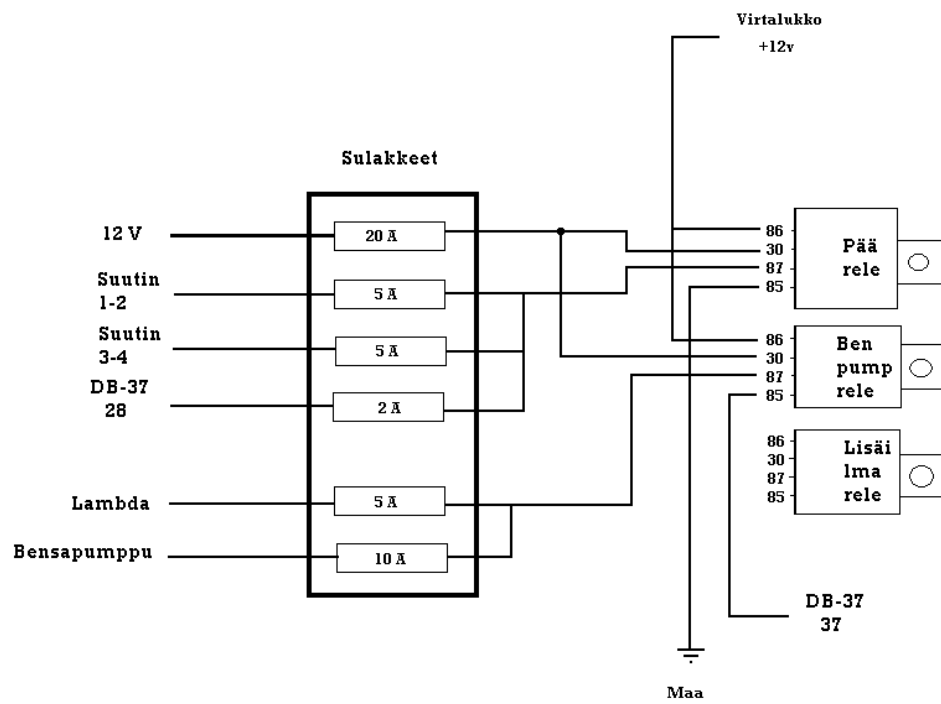 Virtalukko
+12v
Sulakkeet
12 V
20 A
Suutin
1-2
5 A
Suutin
3-4
5 A
DB-37
28
2 A
Lambda
5 A
Bensapumppu
10 A
86
30
87
85
Pää
rele
86
30
87
85
Ben
pump
rele
86
30
87
85
Lisäi
lma
rele
DB-37
37
Maa